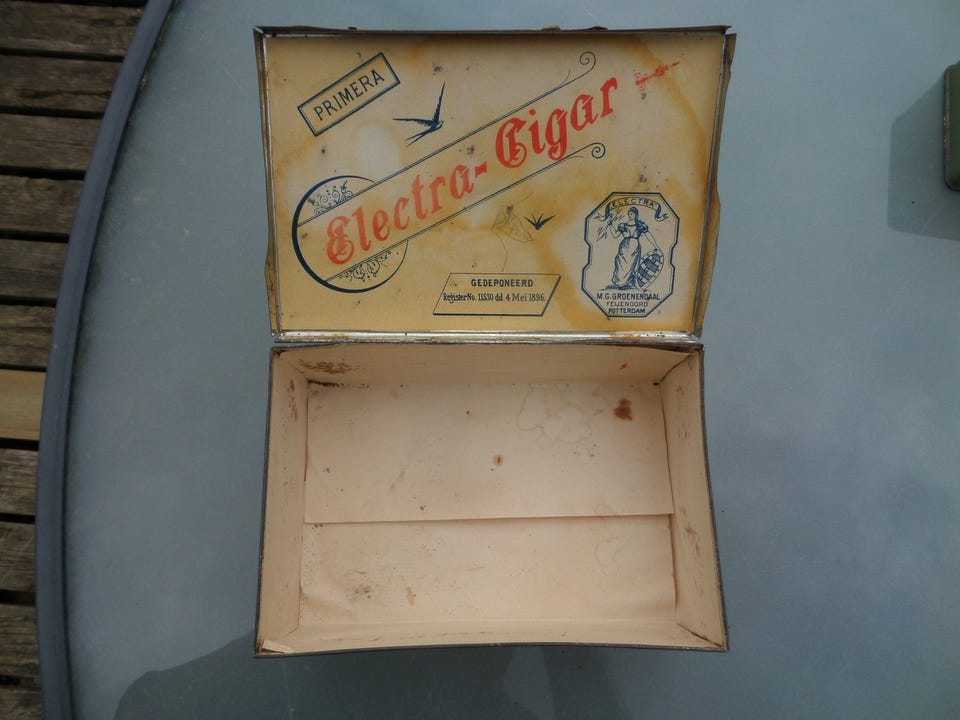 PRIMERA
Electra-Cigar
GEDEPONEERD
Register No. 11530 dd. 4 Mei 1896.
ELECTRA
M.G. GROENENDAAL
FEIJENOORD
ROTTERDAM